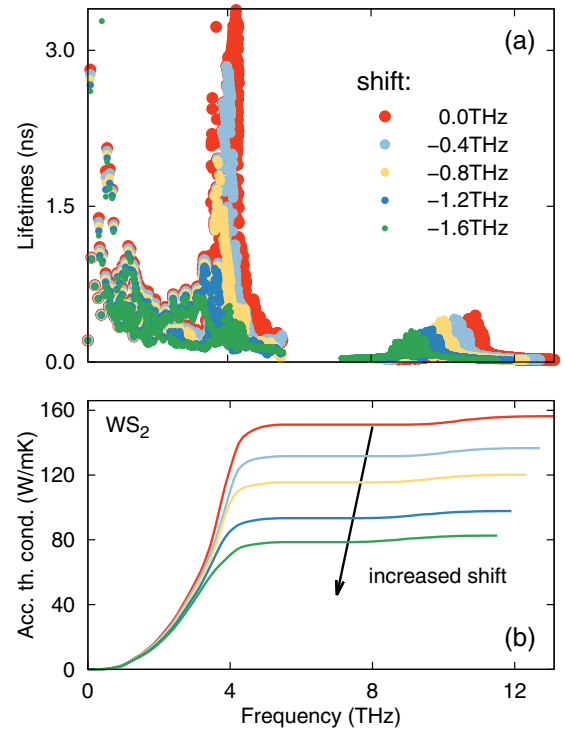 (a)
3.0
1.5
0.0
Lifetimes (ns)
shift:
0.0THz
−0.4THz
−0.8THz
−1.2THz
−1.6THz
160
120
80
40
0
Acc. th. cond. (W/mK)
WS₂
increased shift
(b)
0 4 8 12
Frequency (THz)